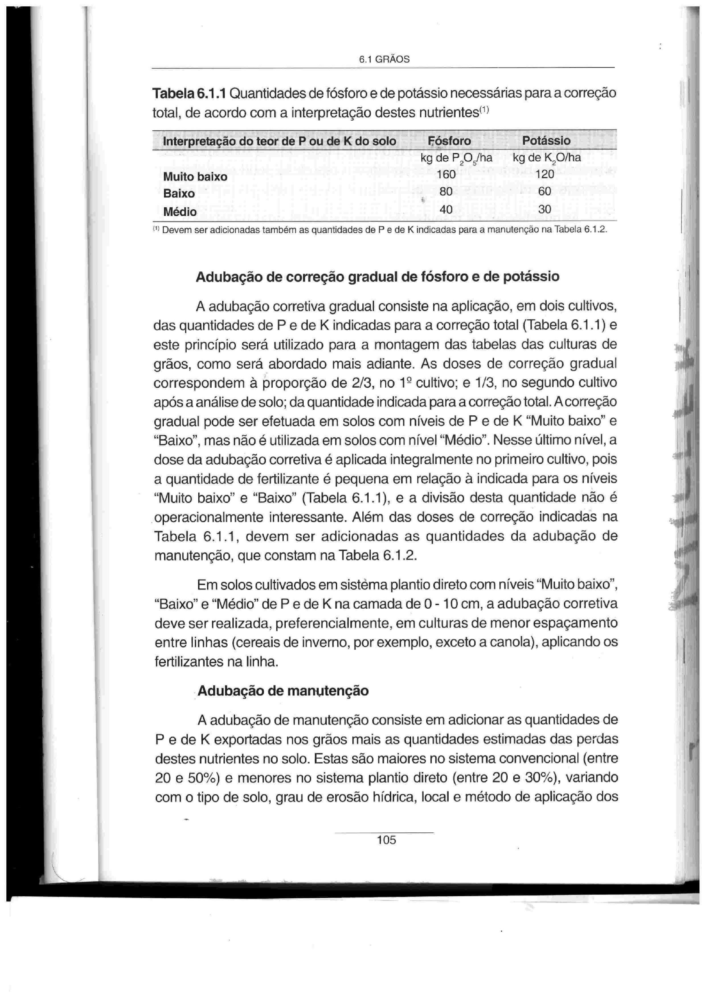 6.1 GRÃOS
Tabela 6.1.1 Quantidades de fósforo e de potássio necessárias para a correção
total, de acordo com a interpretação destes nutrientes⁽¹⁾
Interpretação do teor de P ou de K do solo Fósforo Potássio
kg de P₂O₅/ha kg de K₂O/ha
Muito baixo 160 120
Baixo 80 60
Médio 40 30
⁽¹⁾ Devem ser adicionadas também as quantidades de P e de K indicadas para a manutenção na Tabela 6.1.2.
Adubação de correção gradual de fósforo e de potássio
A adubação corretiva gradual consiste na aplicação, em dois cultivos,
das quantidades de P e de K indicadas para a correção total (Tabela 6.1.1) e
este princípio será utilizado para a montagem das tabelas das culturas de
grãos, como será abordado mais adiante. As doses de correção gradual
correspondem à proporção de 2/3, no 1º cultivo; e 1/3, no segundo cultivo
após a análise de solo; da quantidade indicada para a correção total. A correção
gradual pode ser efetuada em solos com níveis de P e de K “Muito baixo” e
“Baixo”, mas não é utilizada em solos com nível “Médio”. Nesse último nível, a
dose da adubação corretiva é aplicada integralmente no primeiro cultivo, pois
a quantidade de fertilizante é pequena em relação à indicada para os níveis
“Muito baixo” e “Baixo” (Tabela 6.1.1), e a divisão desta quantidade não é
operacionalmente interessante. Além das doses de correção indicadas na
Tabela 6.1.1, devem ser adicionadas as quantidades da adubação de
manutenção, que constam na Tabela 6.1.2.
Em solos cultivados em sistema plantio direto com níveis “Muito baixo”,
“Baixo” e “Médio” de P e de K na camada de 0 - 10 cm, a adubação corretiva
deve ser realizada, preferencialmente, em culturas de menor espaçamento
entre linhas (cereais de inverno, por exemplo, exceto a canola), aplicando os
fertilizantes na linha.
Adubação de manutenção
A adubação de manutenção consiste em adicionar as quantidades de
P e de K exportadas nos grãos mais as quantidades estimadas das perdas
destes nutrientes no solo. Estas são maiores no sistema convencional (entre
20 e 50%) e menores no sistema plantio direto (entre 20 e 30%), variando
com o tipo de solo, grau de erosão hídrica, local e método de aplicação dos
105